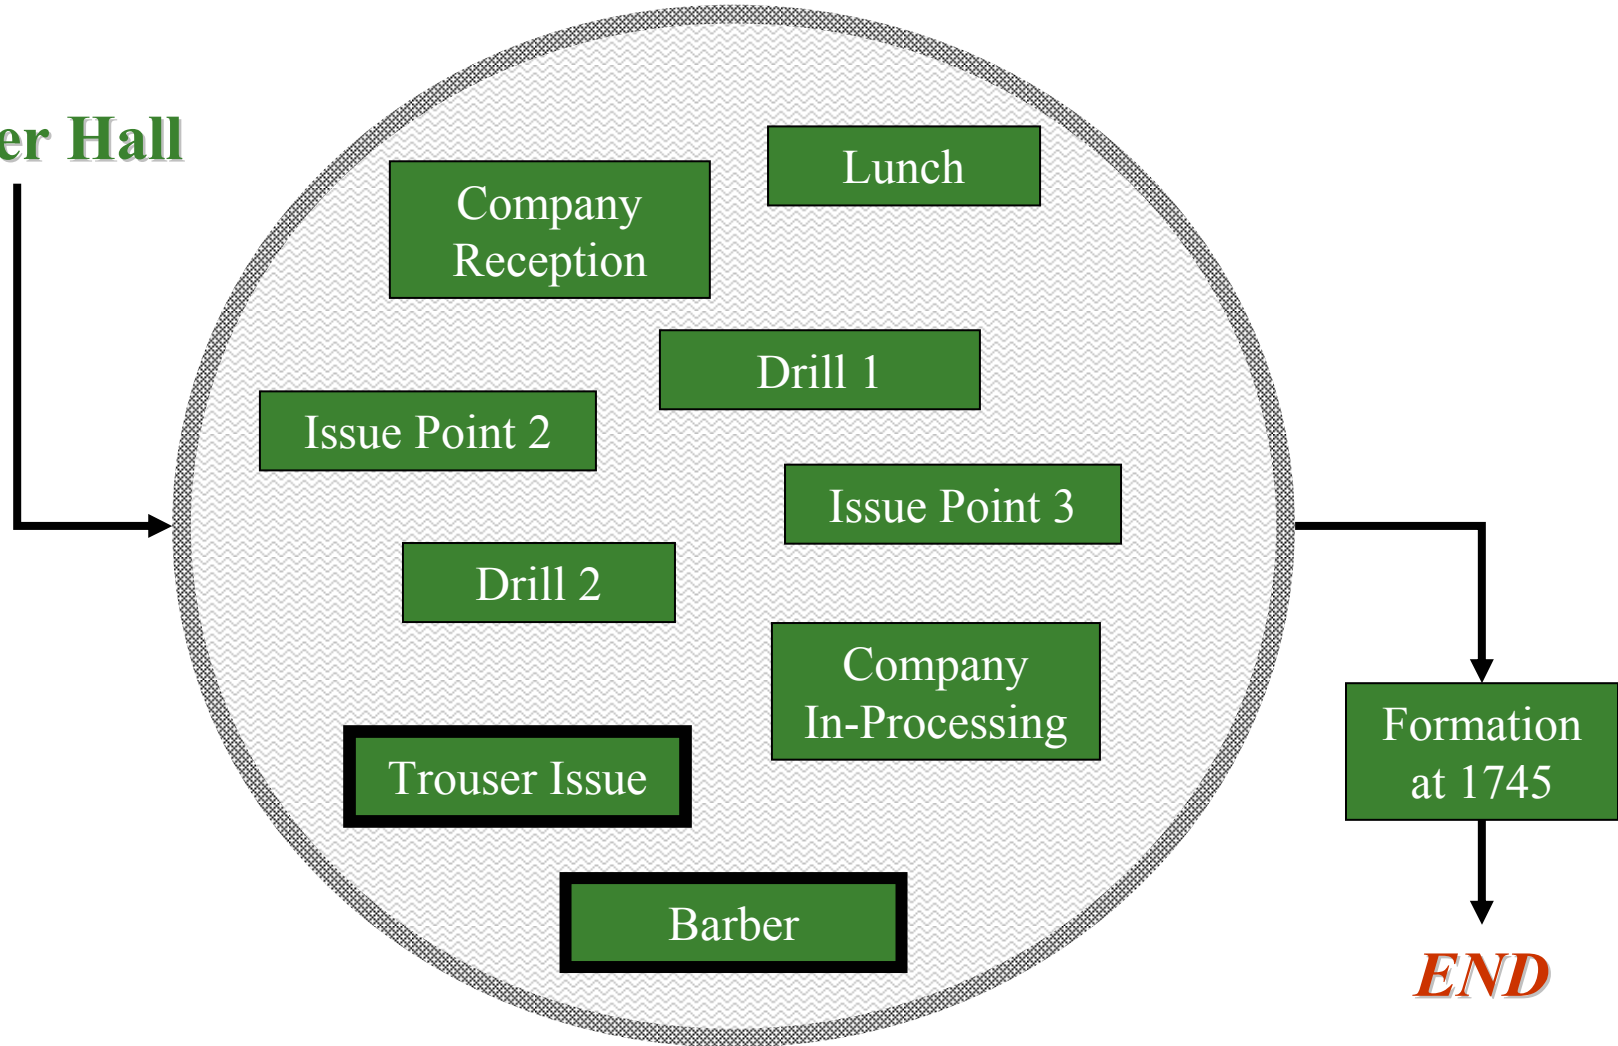 er Hall
Lunch
Company
Reception
Drill 1
Issue Point 2
Issue Point 3
Drill 2
Company
In-Processing
Trouser Issue
Formation
at 1745
Barber
END